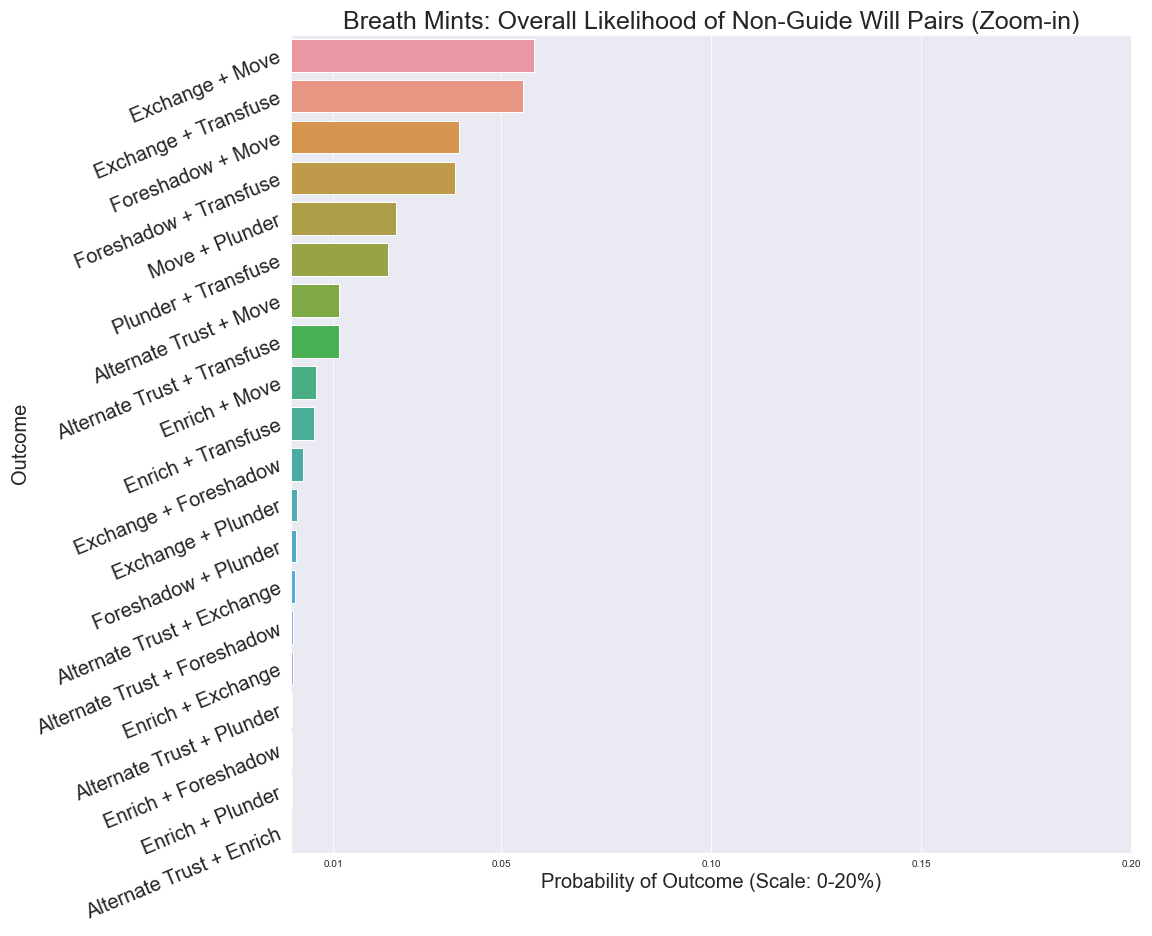 Breath Mints: Overall Likelihood of Non-Guide Will Pairs (Zoom-in)
Outcome
Exchange + Move
Exchange + Transfuse
Foreshadow + Move
Foreshadow + Transfuse
Move + Plunder
Plunder + Transfuse
Alternate Trust + Move
Alternate Trust + Transfuse
Enrich + Move
Enrich + Transfuse
Exchange + Foreshadow
Exchange + Plunder
Foreshadow + Plunder
Alternate Trust + Exchange
Alternate Trust + Foreshadow
Enrich + Exchange
Alternate Trust + Plunder
Enrich + Foreshadow
Enrich + Plunder
Alternate Trust + Enrich
0.01 0.05 0.10 0.15 0.20
Probability of Outcome (Scale: 0-20%)